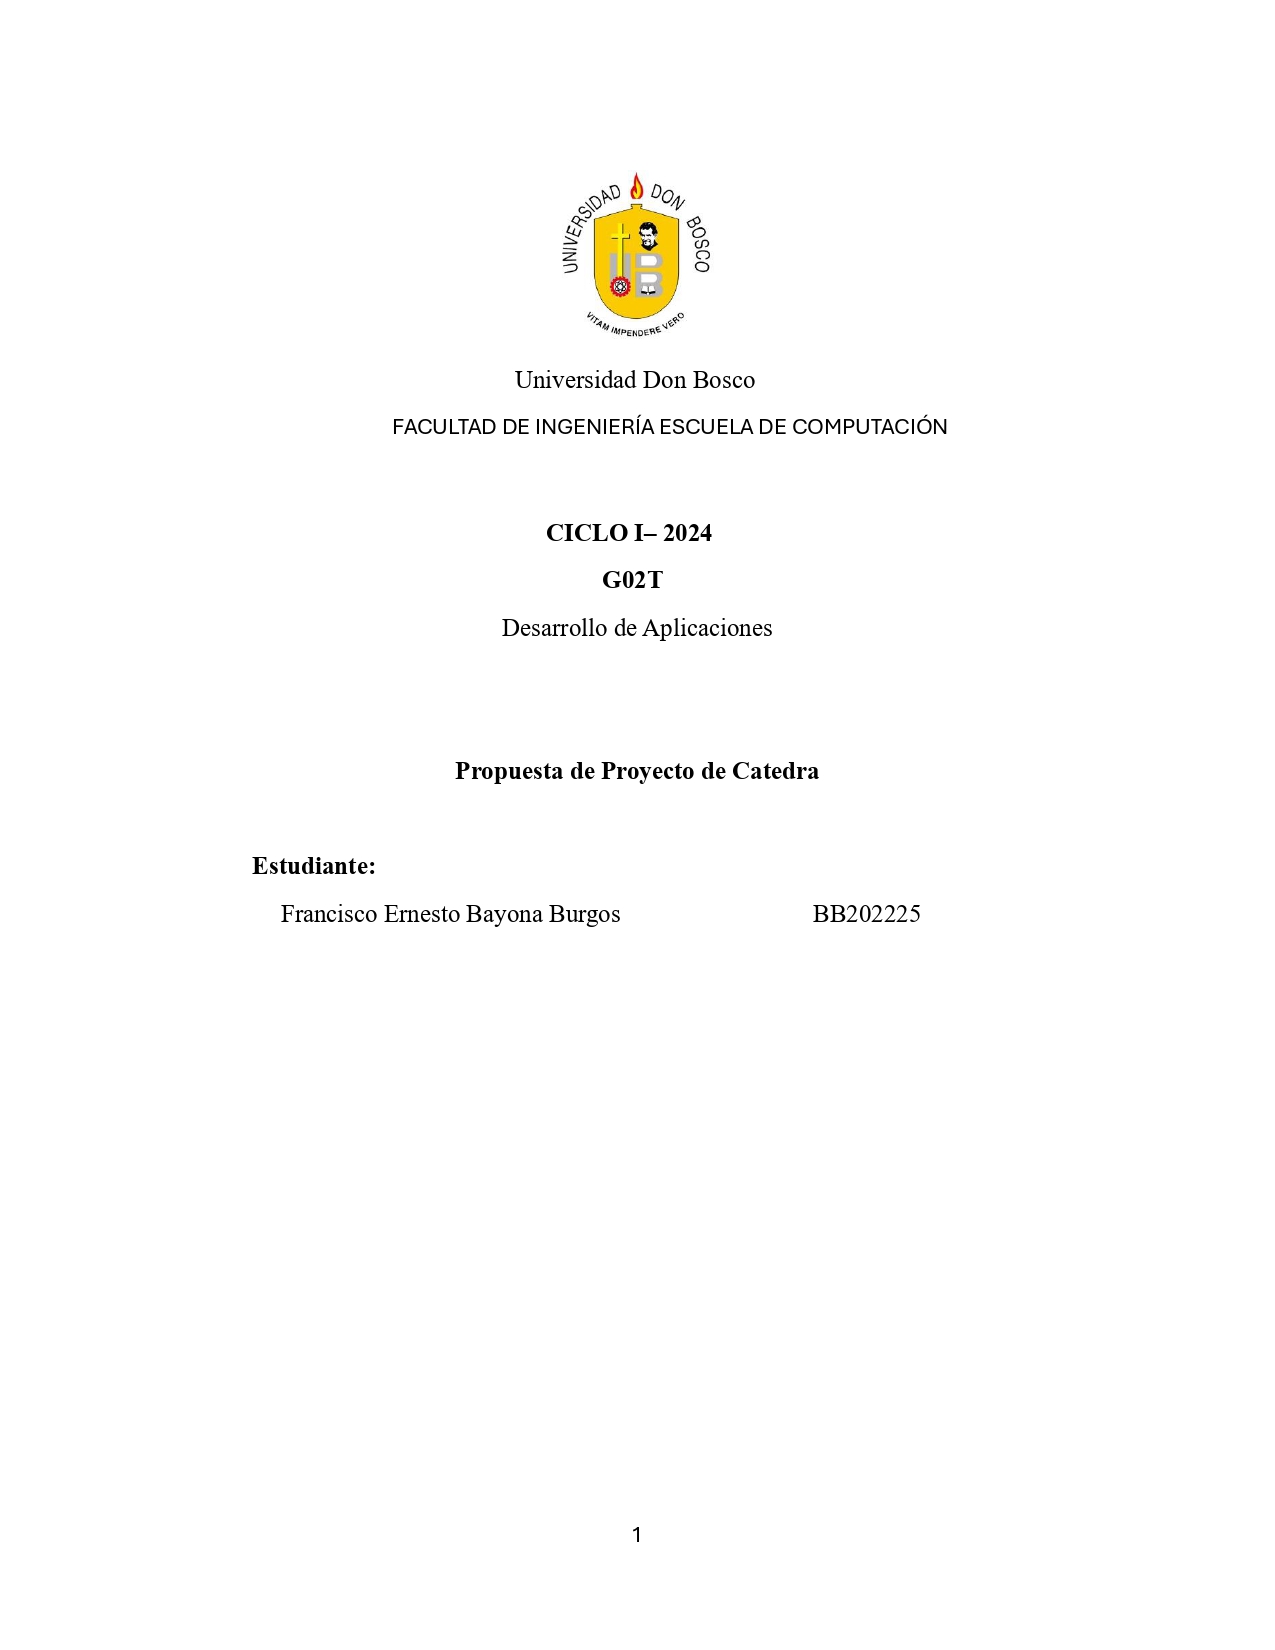 UNIVERSIDAD DON BOSCO
UDB
VITAM IMPENDERE VERO
Universidad Don Bosco
FACULTAD DE INGENIERÍA ESCUELA DE COMPUTACIÓN
CICLO I– 2024
G02T
Desarrollo de Aplicaciones
Propuesta de Proyecto de Catedra
Estudiante:
Francisco Ernesto Bayona Burgos BB202225
1